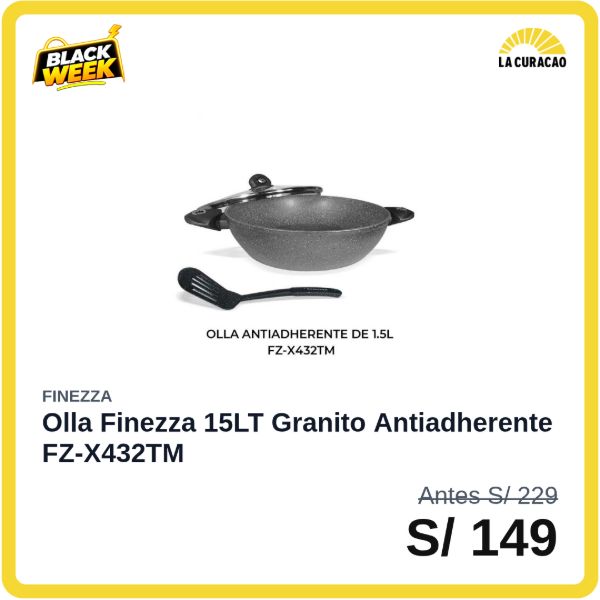 BLACK
WEEK
LA CURACAO
OLLA ANTIADHERENTE DE 1.5L
FZ-X432TM
FINEZZA
Olla Finezza 15LT Granito Antiadherente
FZ-X432TM
Antes S/ 229
S/ 149